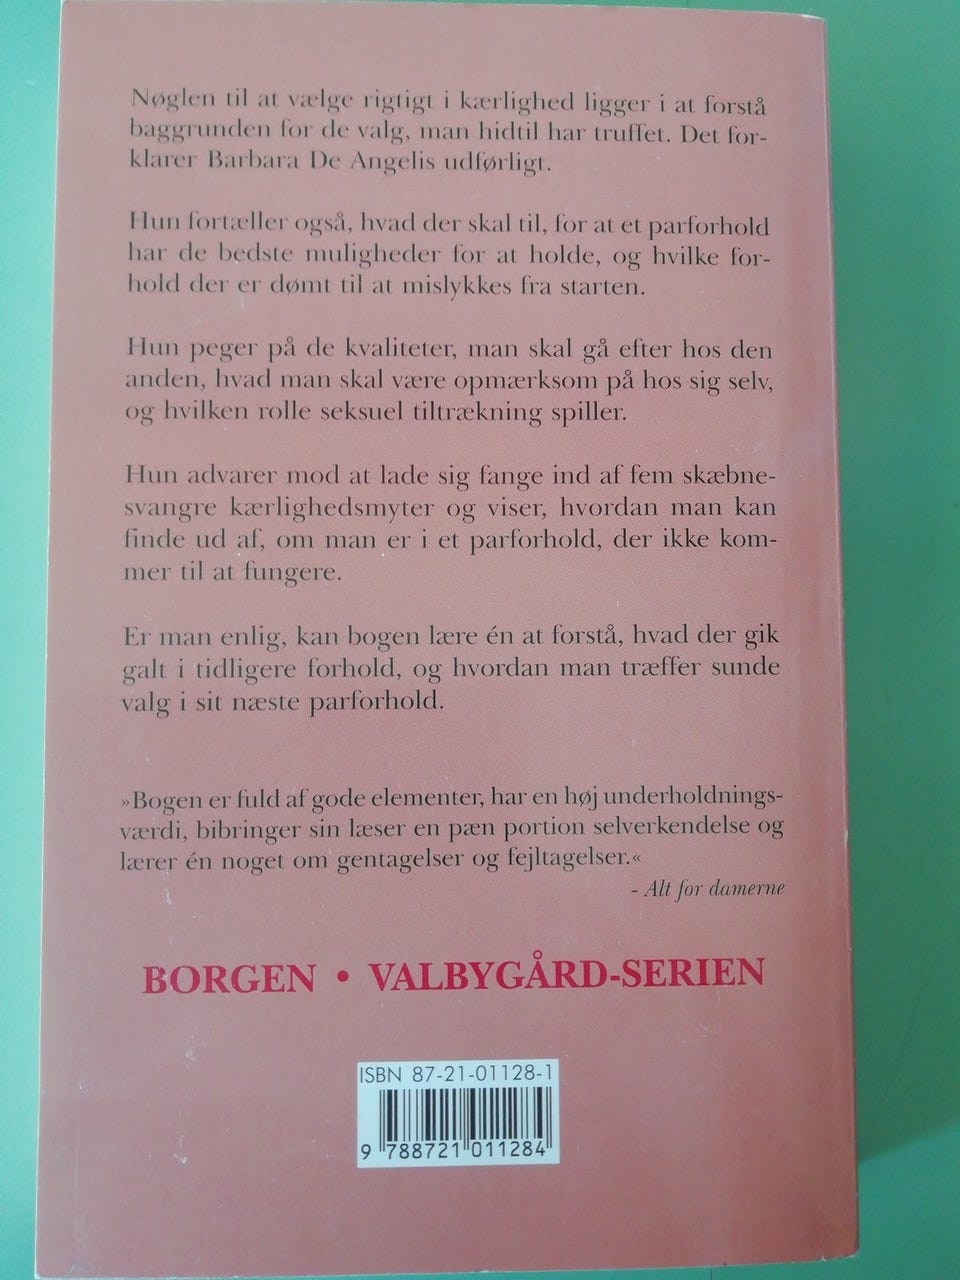 Nøglen til at vælge rigtigt i kærlighed ligger i at forstå
baggrunden for de valg, man hidtil har truffet. Det for-
klarer Barbara De Angelis udførligt.
Hun fortæller også, hvad der skal til, for at et parforhold
har de bedste muligheder for at holde, og hvilke for-
hold der er dømt til at mislykkes fra starten.
Hun peger på de kvaliteter, man skal gå efter hos den
anden, hvad man skal være opmærksom på hos sig selv,
og hvilken rolle seksuel tiltrækning spiller.
Hun advarer mod at lade sig fange ind af fem skæbne-
svangre kærlighedsmyter og viser, hvordan man kan
finde ud af, om man er i et parforhold, der ikke kom-
mer til at fungere.
Er man enlig, kan bogen lære én at forstå, hvad der gik
galt i tidligere forhold, og hvordan man træffer sunde
valg i sit næste parforhold.
»Bogen er fuld af gode elementer, har en høj underholdnings-
værdi, bibringer sin læser en pæn portion selverkendelse og
lærer én noget om gentagelser og fejltagelser.«
- Alt for damerne
BORGEN • VALBYGÅRD-SERIEN
ISBN 87-21-01128-1
9 788721 011284